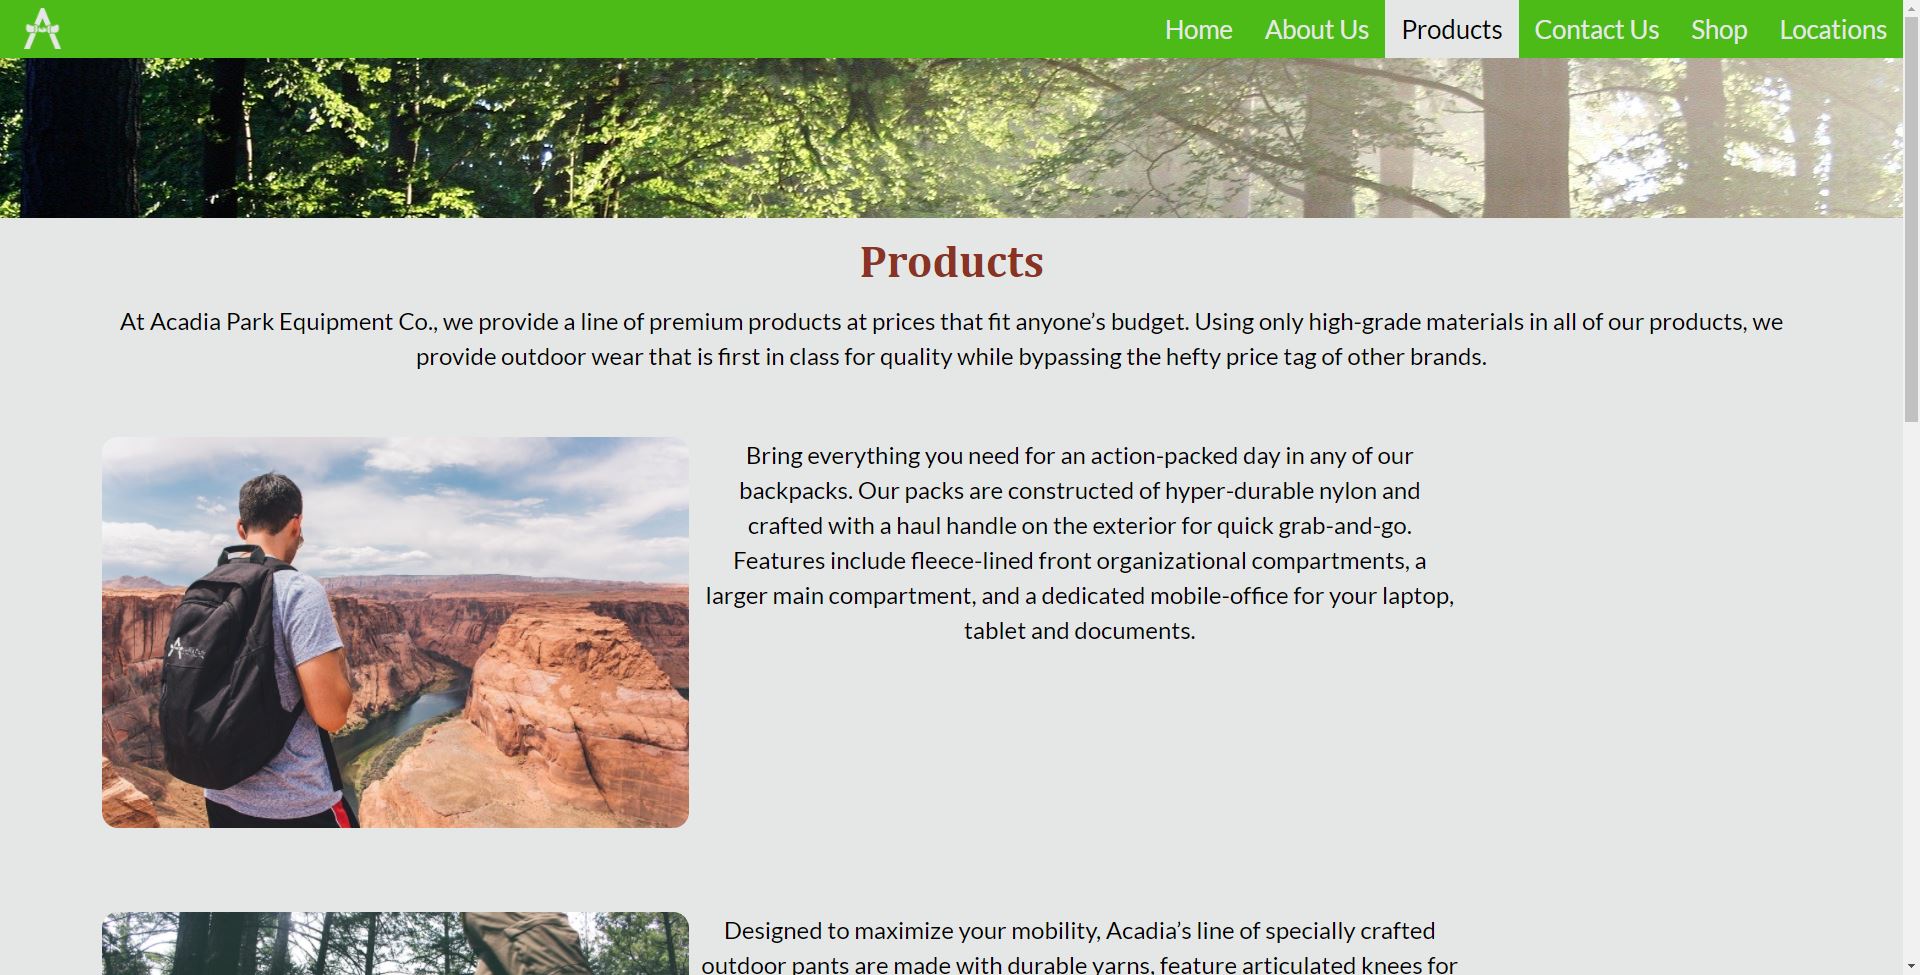 Home About Us Products Contact Us Shop Locations
Products
At Acadia Park Equipment Co., we provide a line of premium products at prices that fit anyone’s budget. Using only high-grade materials in all of our products, we
provide outdoor wear that is first in class for quality while bypassing the hefty price tag of other brands.
Bring everything you need for an action-packed day in any of our
backpacks. Our packs are constructed of hyper-durable nylon and
crafted with a haul handle on the exterior for quick grab-and-go.
Features include fleece-lined front organizational compartments, a
larger main compartment, and a dedicated mobile-office for your laptop,
tablet and documents.
Designed to maximize your mobility, Acadia’s line of specially crafted
outdoor pants are made with durable yarns, feature articulated knees for